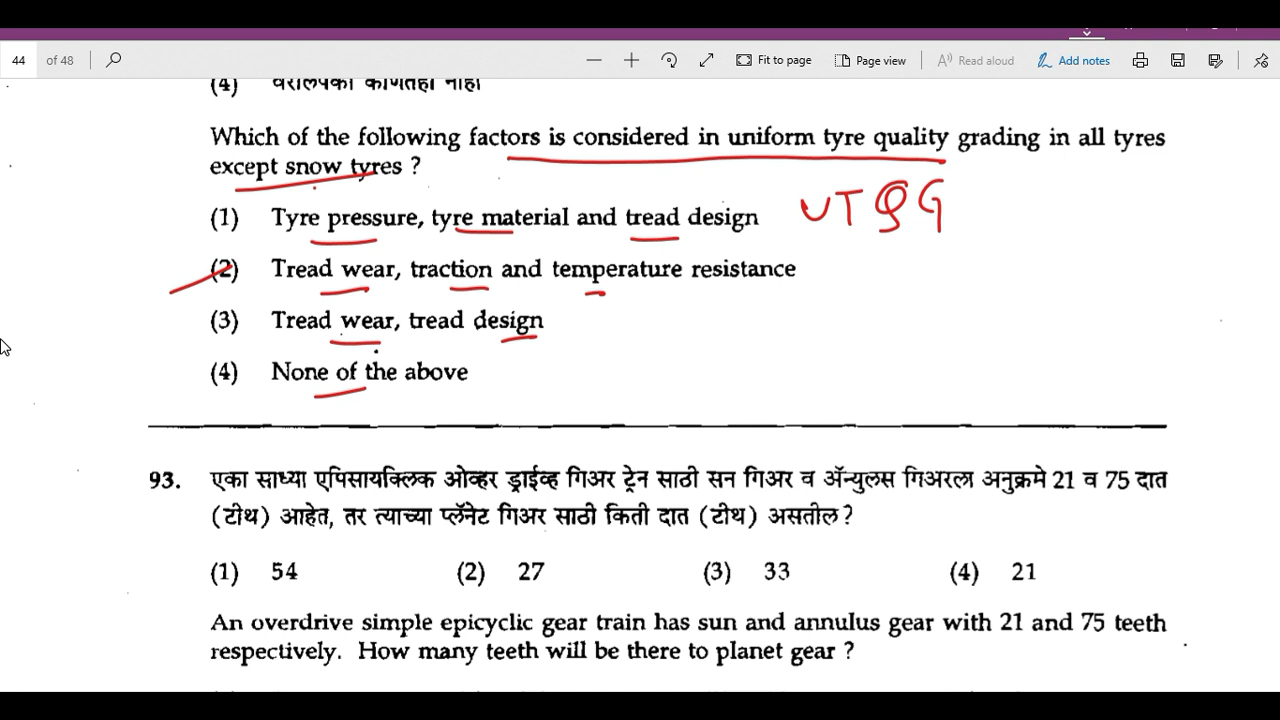 44 of 48 Fit to page Page view Read aloud Add notes
(4) वरीलपैकी कोणतेही नाही
Which of the following factors is considered in uniform tyre quality grading in all tyres
except snow tyres ?
(1) Tyre pressure, tyre material and tread design
UTQG
(2) Tread wear, traction and temperature resistance
(3) Tread wear, tread design
(4) None of the above
93. एका साध्या एपिसायक्लिक ओव्हर ड्राईव्ह गिअर ट्रेन साठी सन गिअर व ॲन्युलस गिअरला अनुक्रमे 21 व 75 दात
(टीथ) आहेत, तर त्याच्या प्लॅनेट गिअर साठी किती दात (टीथ) असतील ?
(1) 54 (2) 27 (3) 33 (4) 21
An overdrive simple epicyclic gear train has sun and annulus gear with 21 and 75 teeth
respectively. How many teeth will be there to planet gear ?